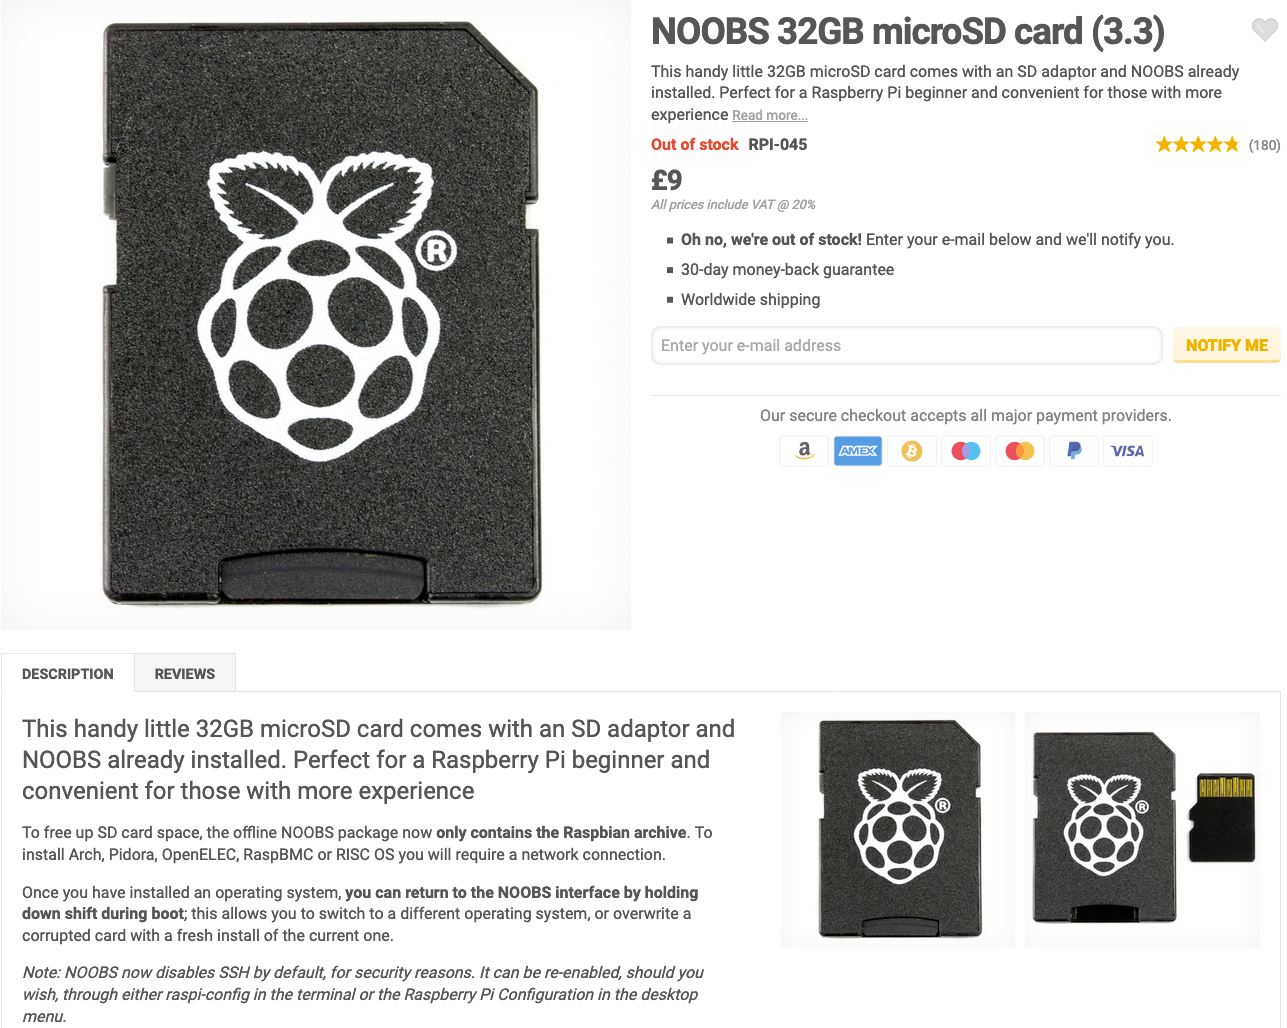 NOOBS 32GB microSD card (3.3)
This handy little 32GB microSD card comes with an SD adaptor and NOOBS already
installed. Perfect for a Raspberry Pi beginner and convenient for those with more
experience Read more...
Out of stock RPI-045
(180)
£9
All prices include VAT @ 20%
Oh no, we're out of stock! Enter your e-mail below and we'll notify you.
30-day money-back guarantee
Worldwide shipping
Enter your e-mail address
NOTIFY ME
Our secure checkout accepts all major payment providers.
a AMEX VISA
®
DESCRIPTION
REVIEWS
This handy little 32GB microSD card comes with an SD adaptor and
NOOBS already installed. Perfect for a Raspberry Pi beginner and
convenient for those with more experience
To free up SD card space, the offline NOOBS package now only contains the Raspbian archive. To
install Arch, Pidora, OpenELEC, RaspBMC or RISC OS you will require a network connection.
Once you have installed an operating system, you can return to the NOOBS interface by holding
down shift during boot; this allows you to switch to a different operating system, or overwrite a
corrupted card with a fresh install of the current one.
Note: NOOBS now disables SSH by default, for security reasons. It can be re-enabled, should you
wish, through either raspi-config in the terminal or the Raspberry Pi Configuration in the desktop
menu.
®
®